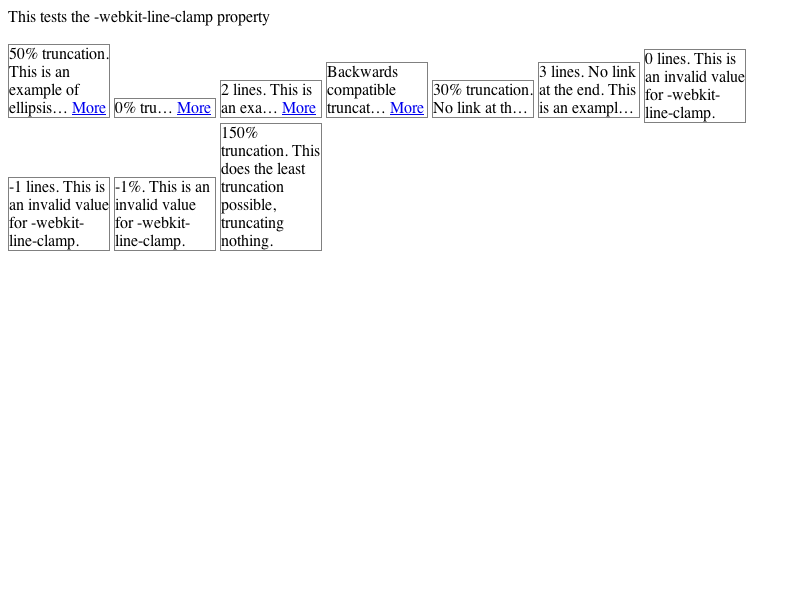 This tests the -webkit-line-clamp property
50% truncation.
This is an
example of
ellipsis… More
0% tru… More
2 lines. This is
an exa… More
Backwards
compatible
truncat… More
30% truncation.
No link at th…
3 lines. No link
at the end. This
is an exampl…
0 lines. This is
an invalid value
for -webkit-
line-clamp.
-1 lines. This is
an invalid value
for -webkit-
line-clamp.
-1%. This is an
invalid value
for -webkit-
line-clamp.
150%
truncation. This
does the least
truncation
possible,
truncating
nothing.